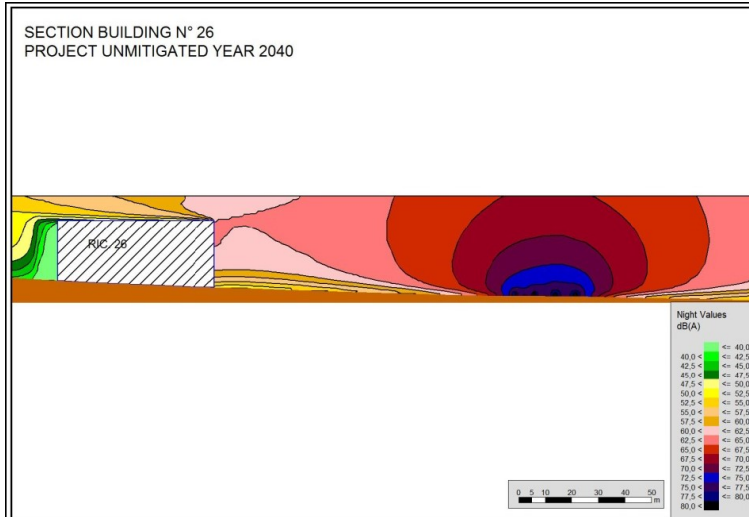 SECTION BUILDING N° 26
PROJECT UNMITIGATED YEAR 2040
RIC. 26
Night Values
dB(A)
<= 40,0
40,0 < <= 42,5
42,5 < <= 45,0
45,0 < <= 47,5
47,5 < <= 50,0
50,0 < <= 52,5
52,5 < <= 55,0
55,0 < <= 57,5
57,5 < <= 60,0
60,0 < <= 62,5
62,5 < <= 65,0
65,0 < <= 67,5
67,5 < <= 70,0
70,0 < <= 72,5
72,5 < <= 75,0
75,0 < <= 77,5
77,5 < <= 80,0
80,0 <
0 5 10 20 30 40 50
m